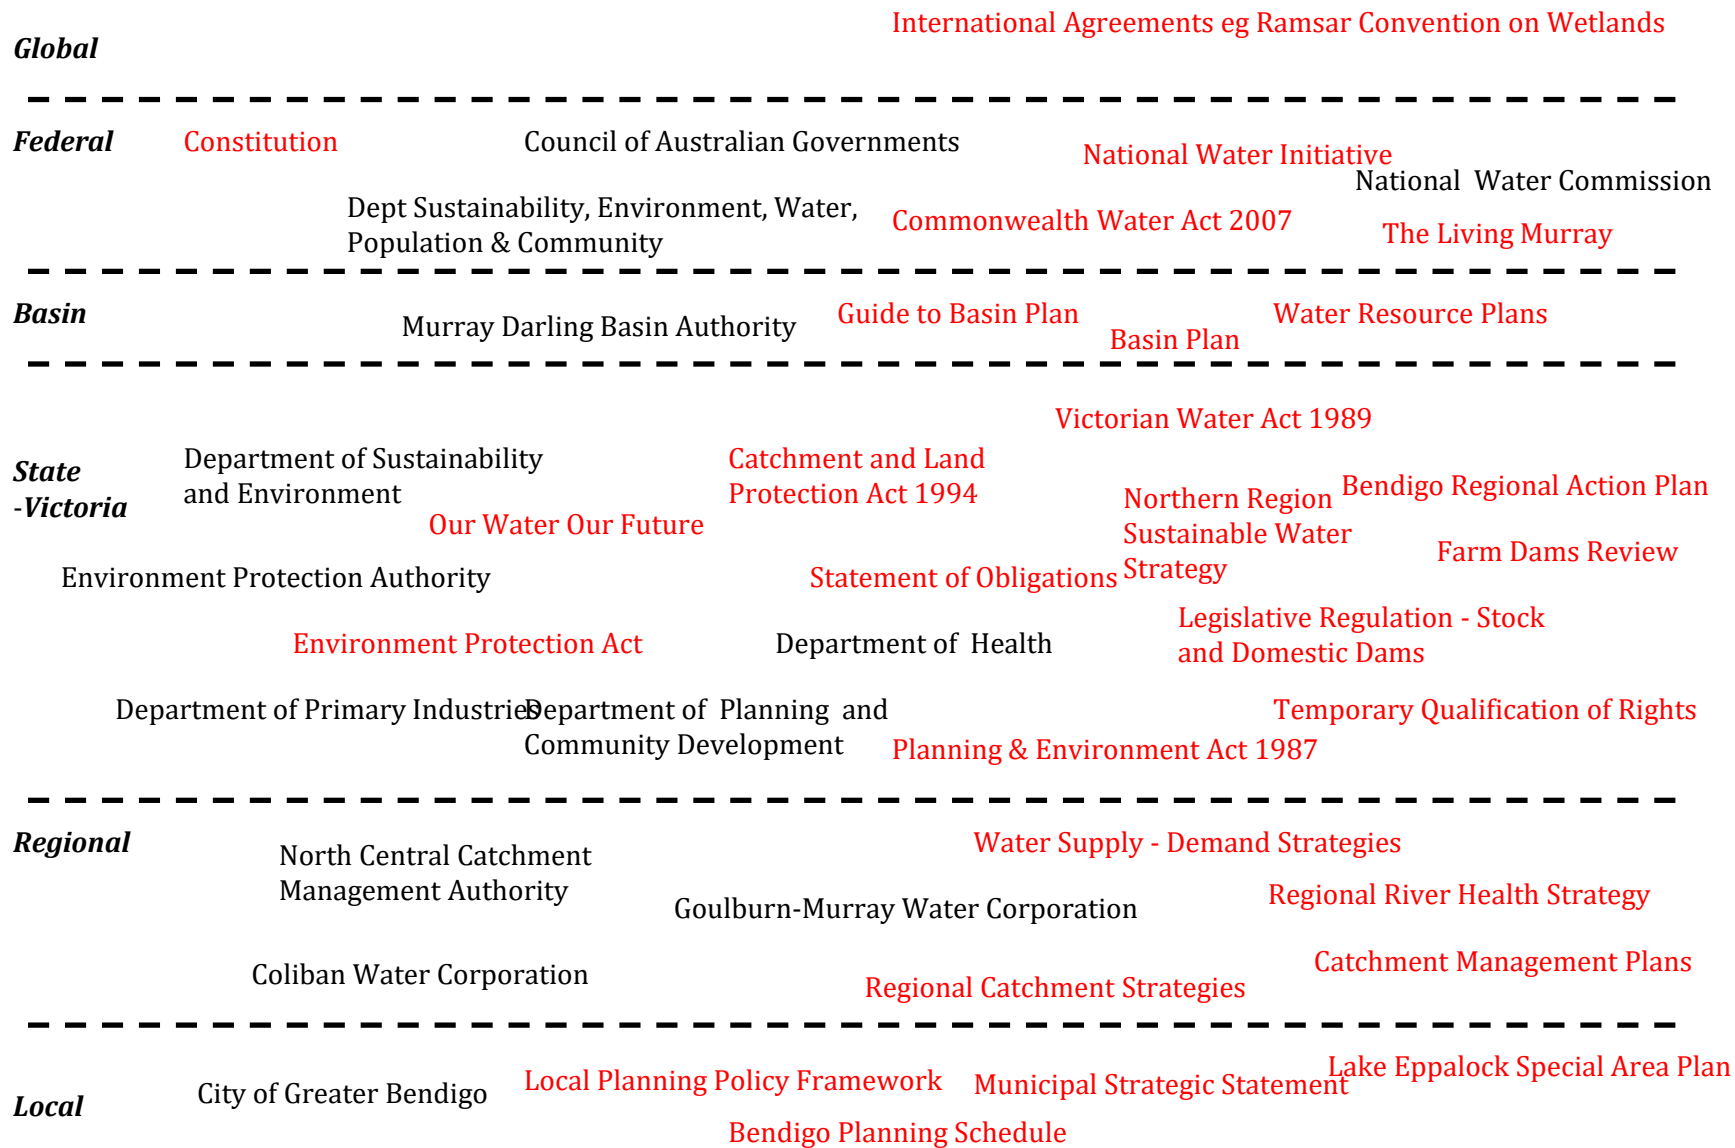 International Agreements eg Ramsar Convention on Wetlands
Global
Federal
Constitution
Council of Australian Governments
National Water Initiative
National Water Commission
Dept Sustainability, Environment, Water,
Population & Community
Commonwealth Water Act 2007
The Living Murray
Basin
Murray Darling Basin Authority
Guide to Basin Plan
Basin Plan
Water Resource Plans
Victorian Water Act 1989
State
-Victoria
Department of Sustainability
and Environment
Catchment and Land
Protection Act 1994
Our Water Our Future
Northern Region
Sustainable Water
Strategy
Bendigo Regional Action Plan
Farm Dams Review
Environment Protection Authority
Statement of Obligations
Environment Protection Act
Department of Health
Legislative Regulation - Stock
and Domestic Dams
Department of Primary Industries
Department of Planning and
Community Development
Planning & Environment Act 1987
Temporary Qualification of Rights
Regional
North Central Catchment
Management Authority
Water Supply - Demand Strategies
Goulburn-Murray Water Corporation
Regional River Health Strategy
Coliban Water Corporation
Regional Catchment Strategies
Catchment Management Plans
Local
City of Greater Bendigo
Local Planning Policy Framework
Municipal Strategic Statement
Lake Eppalock Special Area Plan
Bendigo Planning Schedule